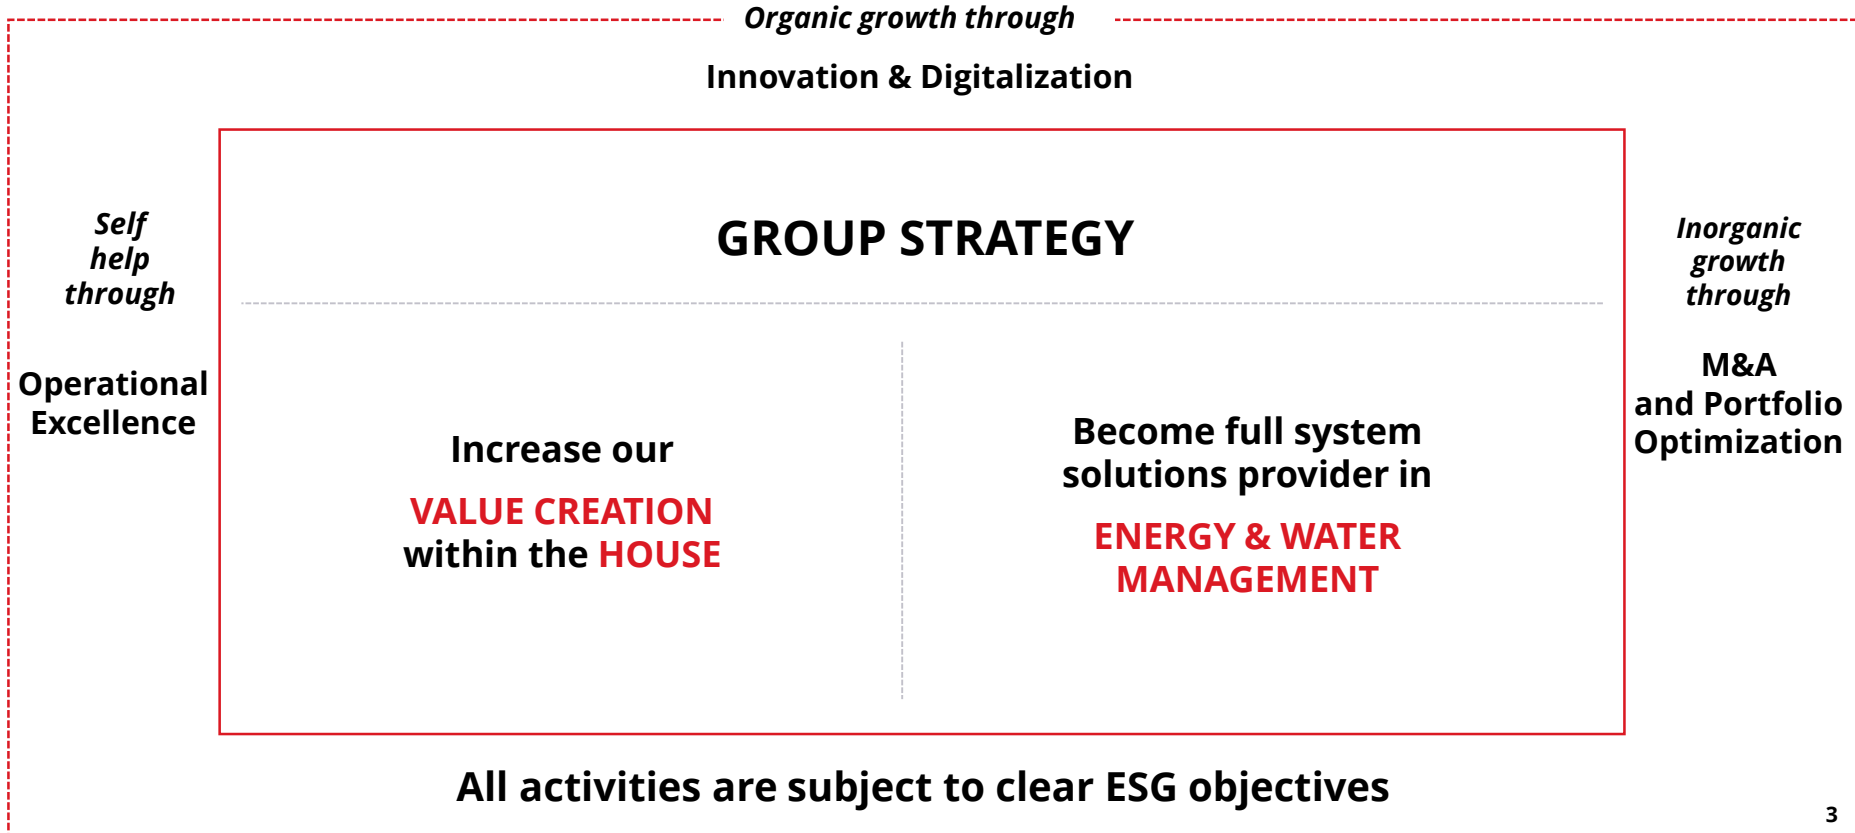 Organic growth through
Innovation & Digitalization
Self
help
through
Operational
Excellence
GROUP STRATEGY
Increase our
VALUE CREATION
within the HOUSE
Become full system
solutions provider in
ENERGY & WATER
MANAGEMENT
Inorganic
growth
through
M&A
and Portfolio
Optimization
All activities are subject to clear ESG objectives
3